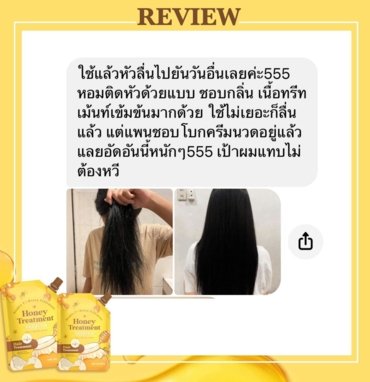 REVIEW
ใช้แล้วหัวลื่นไปยันวันอื่นเลยค่ะ555
หอมติดหัวด้วยแบบ ชอบกลิ่น เนื้อทรีท
เม้นท์เข้มข้นมากด้วย ใช้ไม่เยอะก็ลื่น
แล้ว แต่แพนชอบโบกครีมนวดอยู่แล้ว
แลยอัดอันนี้หนักๆ555 เป่าผมแทบไม่
ต้องหวี
Honey
Treatment
Honey
Treatment